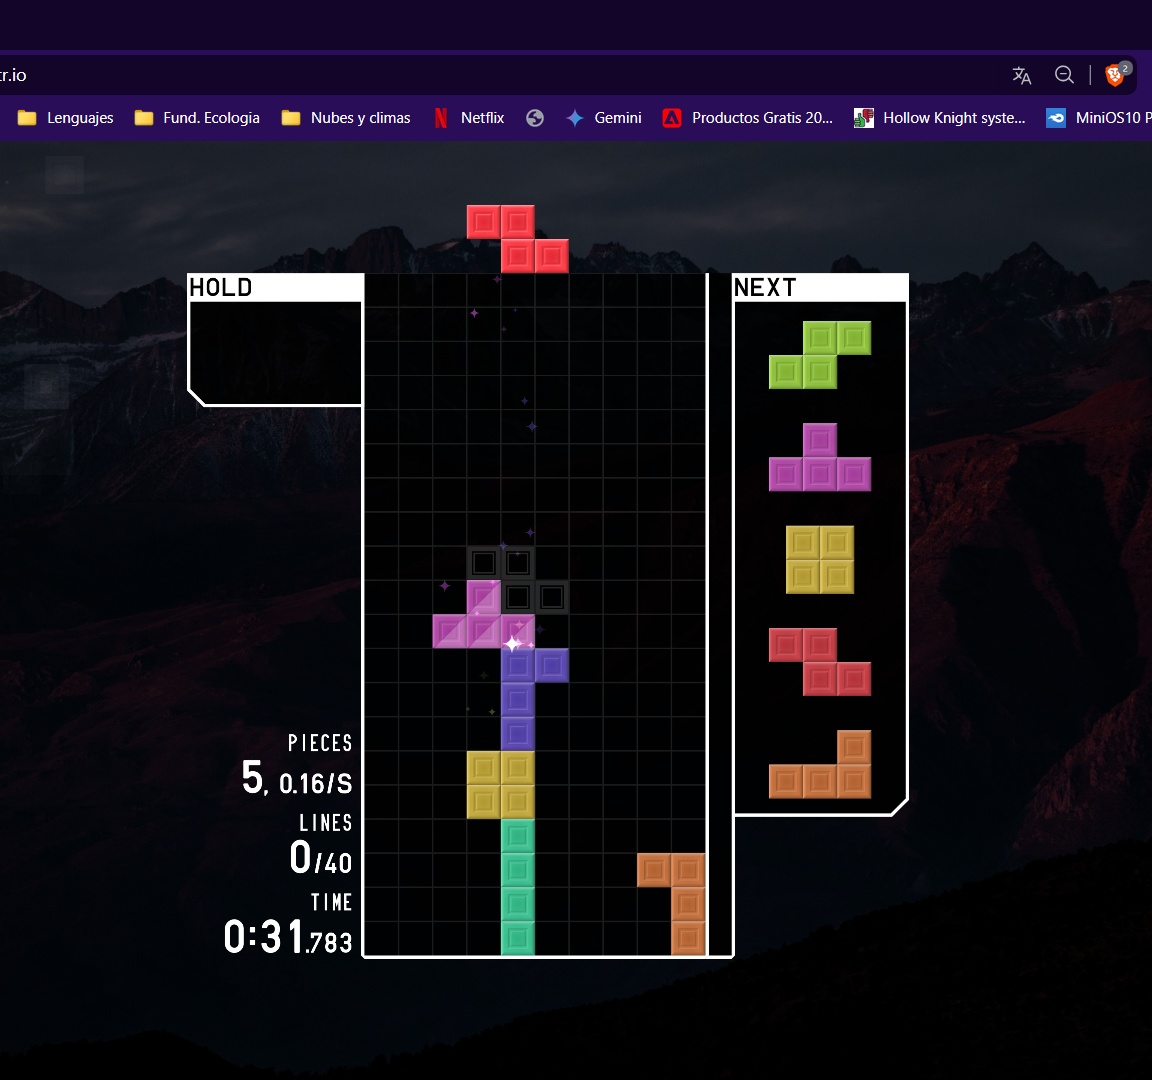 r.io
Lenguajes
Fund. Ecologia
Nubes y climas
Netflix
Gemini
Productos Gratis 20...
Hollow Knight syste...
MiniOS10 P
2
HOLD
NEXT
PIECES
5, 0.16/S
LINES
0/40
TIME
0:31.783